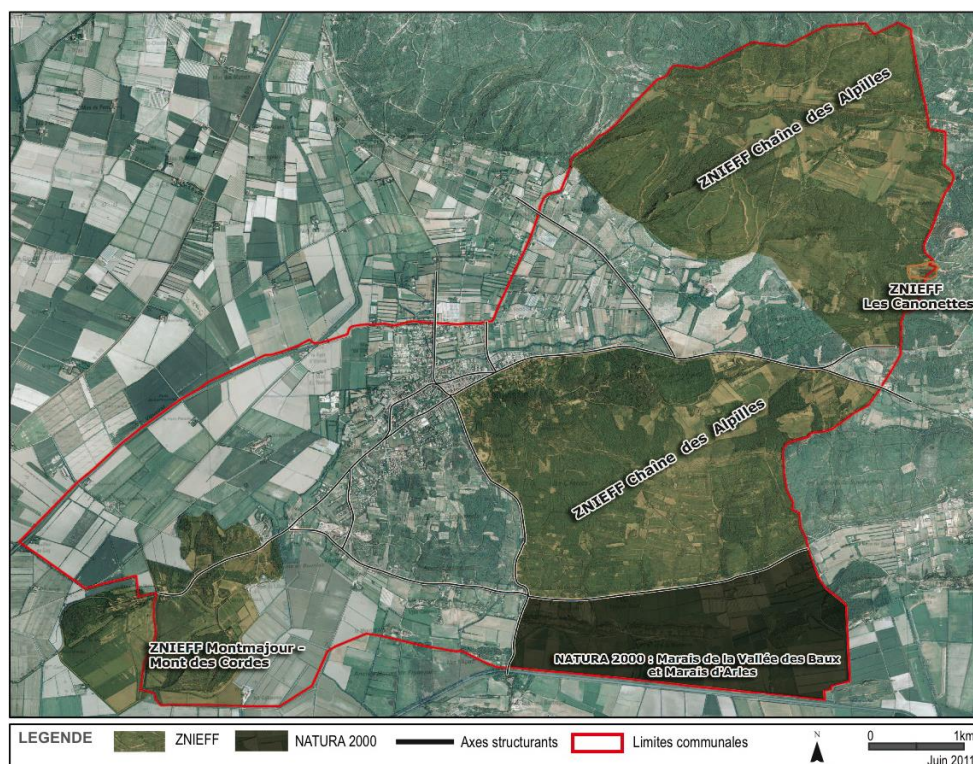 ZNIEFF Chaîne des Alpilles
ZNIEFF
Les Canonettes
ZNIEFF Chaîne des Alpilles
ZNIEFF Montmajour -
Mont des Cordes
NATURA 2000 : Marais de la Vallée des Baux
et Marais d'Arles
LEGENDE
ZNIEFF
NATURA 2000
Axes structurants
Limites communales
N
0 1km
Juin 2011